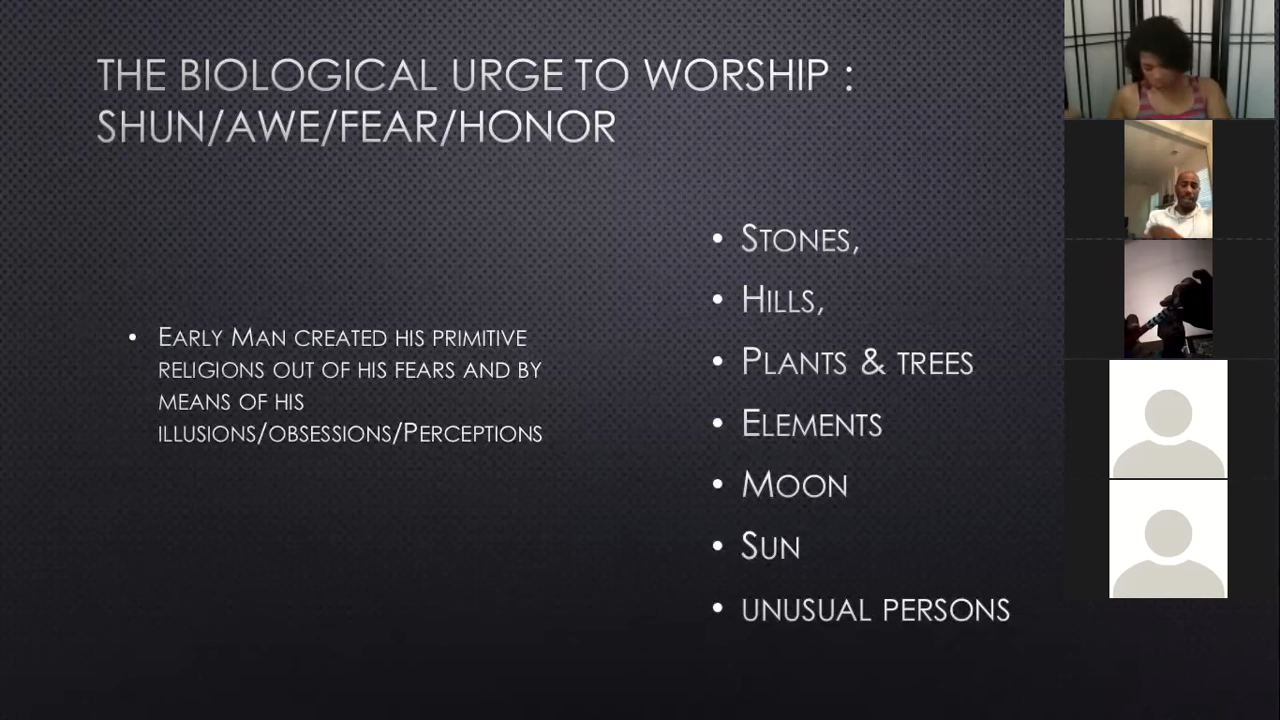 THE BIOLOGICAL URGE TO WORSHIP :
SHUN/AWE/FEAR/HONOR
• EARLY MAN CREATED HIS PRIMITIVE
RELIGIONS OUT OF HIS FEARS AND BY
MEANS OF HIS
ILLUSIONS/OBSESSIONS/PERCEPTIONS
• STONES,
• HILLS,
• PLANTS & TREES
• ELEMENTS
• MOON
• SUN
• UNUSUAL PERSONS